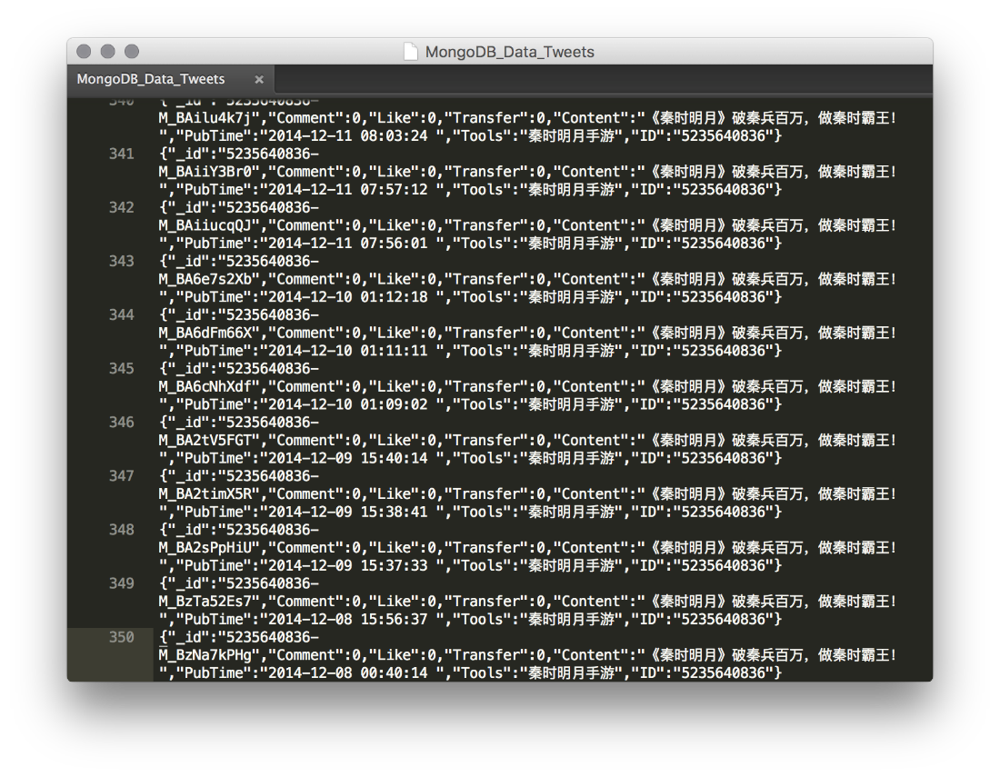 MongoDB_Data_Tweets
MongoDB_Data_Tweets ×
340 {"_id":"5235640836-
M_BAilu4k7j","Comment":0,"Like":0,"Transfer":0,"Content":"《秦时明月》破秦兵百万，做秦时霸王！
","PubTime":"2014-12-11 08:03:24 ","Tools":"秦时明月手游","ID":"5235640836"}
341 {"_id":"5235640836-
M_BAiiY3Br0","Comment":0,"Like":0,"Transfer":0,"Content":"《秦时明月》破秦兵百万，做秦时霸王！
","PubTime":"2014-12-11 07:57:12 ","Tools":"秦时明月手游","ID":"5235640836"}
342 {"_id":"5235640836-
M_BAiiucqQJ","Comment":0,"Like":0,"Transfer":0,"Content":"《秦时明月》破秦兵百万，做秦时霸王！
","PubTime":"2014-12-11 07:56:01 ","Tools":"秦时明月手游","ID":"5235640836"}
343 {"_id":"5235640836-
M_BA6e7s2Xb","Comment":0,"Like":0,"Transfer":0,"Content":"《秦时明月》破秦兵百万，做秦时霸王！
","PubTime":"2014-12-10 01:12:18 ","Tools":"秦时明月手游","ID":"5235640836"}
344 {"_id":"5235640836-
M_BA6dFm66X","Comment":0,"Like":0,"Transfer":0,"Content":"《秦时明月》破秦兵百万，做秦时霸王！
","PubTime":"2014-12-10 01:11:11 ","Tools":"秦时明月手游","ID":"5235640836"}
345 {"_id":"5235640836-
M_BA6cNhXdf","Comment":0,"Like":0,"Transfer":0,"Content":"《秦时明月》破秦兵百万，做秦时霸王！
","PubTime":"2014-12-10 01:09:02 ","Tools":"秦时明月手游","ID":"5235640836"}
346 {"_id":"5235640836-
M_BA2tV5FGT","Comment":0,"Like":0,"Transfer":0,"Content":"《秦时明月》破秦兵百万，做秦时霸王！
","PubTime":"2014-12-09 15:40:14 ","Tools":"秦时明月手游","ID":"5235640836"}
347 {"_id":"5235640836-
M_BA2timX5R","Comment":0,"Like":0,"Transfer":0,"Content":"《秦时明月》破秦兵百万，做秦时霸王！
","PubTime":"2014-12-09 15:38:41 ","Tools":"秦时明月手游","ID":"5235640836"}
348 {"_id":"5235640836-
M_BA2sPpHiU","Comment":0,"Like":0,"Transfer":0,"Content":"《秦时明月》破秦兵百万，做秦时霸王！
","PubTime":"2014-12-09 15:37:33 ","Tools":"秦时明月手游","ID":"5235640836"}
349 {"_id":"5235640836-
M_BzTa52Es7","Comment":0,"Like":0,"Transfer":0,"Content":"《秦时明月》破秦兵百万，做秦时霸王！
","PubTime":"2014-12-08 15:56:37 ","Tools":"秦时明月手游","ID":"5235640836"}
350 {"_id":"5235640836-
M_BzNa7kPHg","Comment":0,"Like":0,"Transfer":0,"Content":"《秦时明月》破秦兵百万，做秦时霸王！
","PubTime":"2014-12-08 00:40:14 ","Tools":"秦时明月手游","ID":"5235640836"}